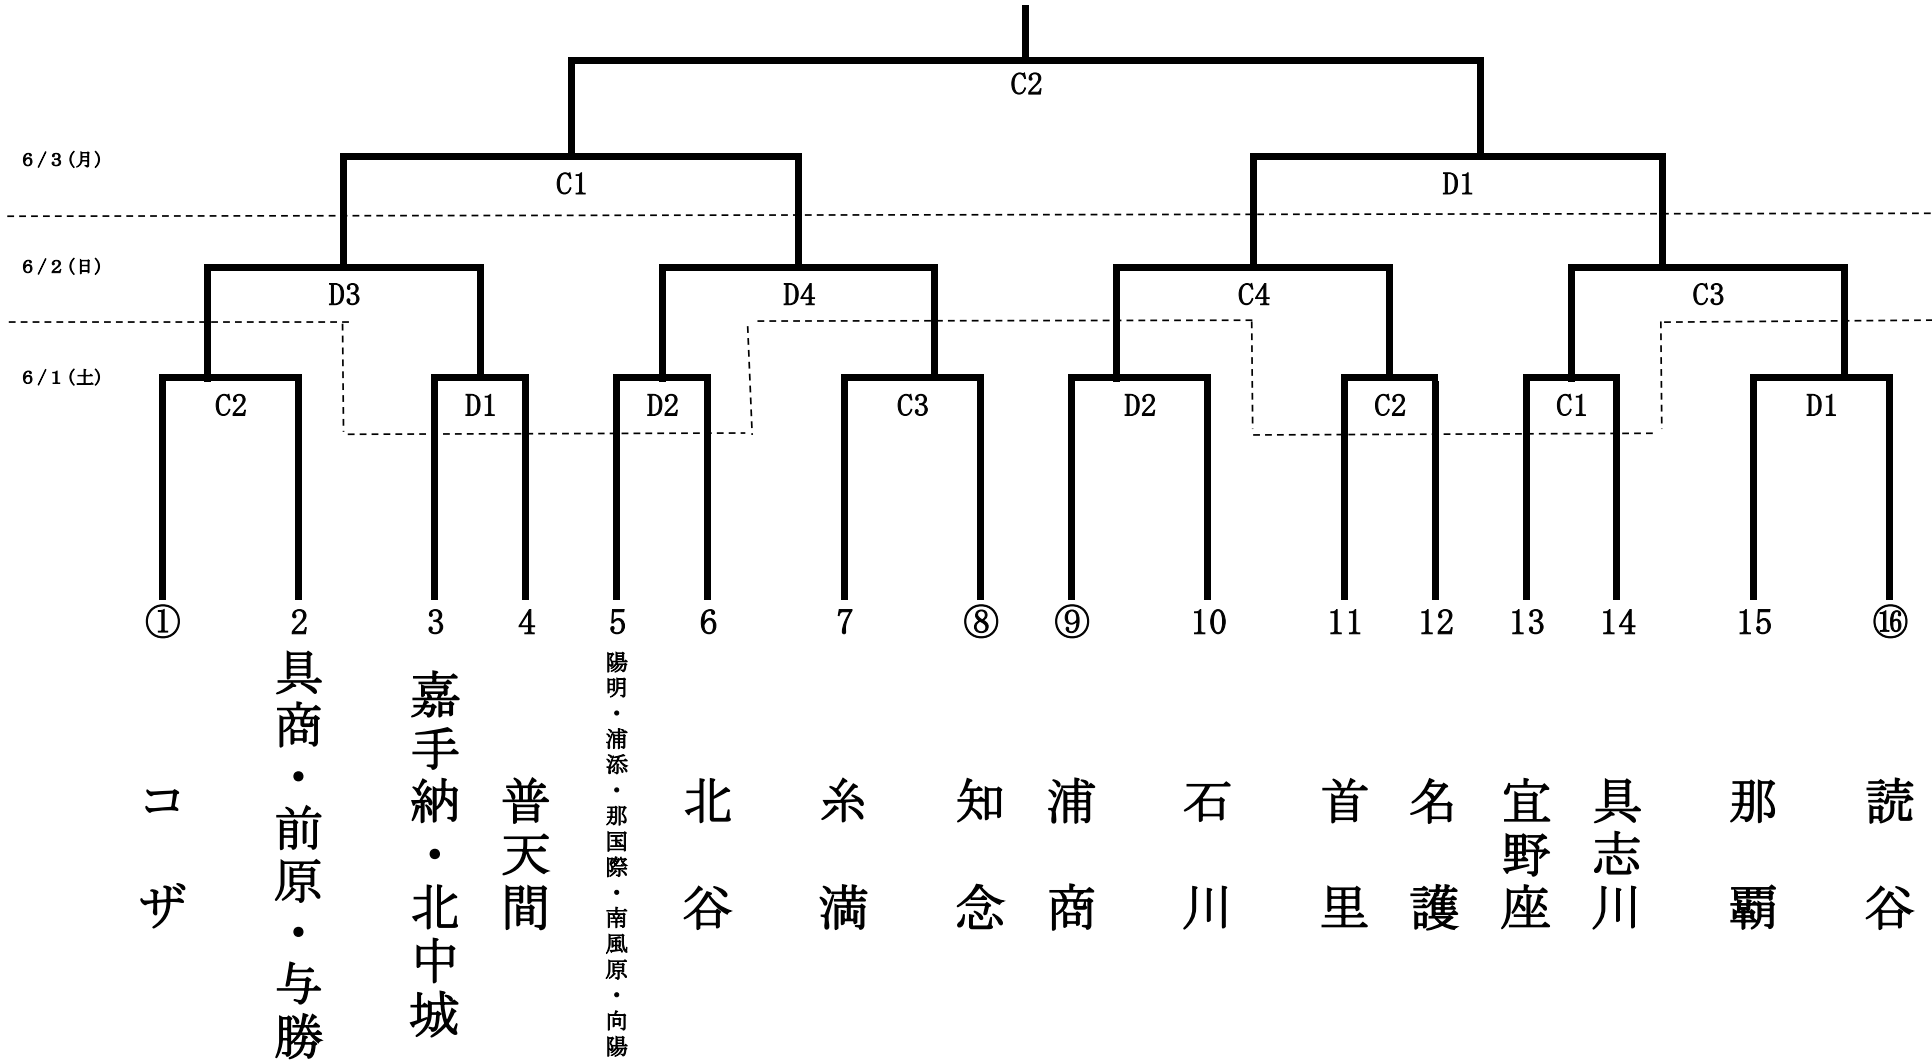 C2
6/3(月)
C1
D1
6/2(日)
D3
D4
C4
C3
6/1(土)
C2
D1
D2
C3
D2
C2
C1
D1
①
2
3
4
5
6
7
⑧
⑨
10
11
12
13
14
15
⑯
コザ
具商・前原・与勝
嘉手納・北中城
普天間
陽明・浦添・那国際・南風原・向陽
北谷
糸満
知念
浦商
石川
首里
名護
宜野座
具志川
那覇
読谷